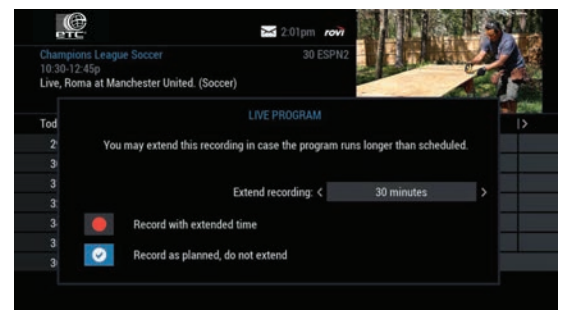 etc
2:01pm rovi
Champions League Soccer 30 ESPN2
10:30-12:45p
Live, Roma at Manchester United. (Soccer)
LIVE PROGRAM
Tod
You may extend this recording in case the program runs longer than scheduled.
Extend recording: < 30 minutes >
Record with extended time
Record as planned, do not extend